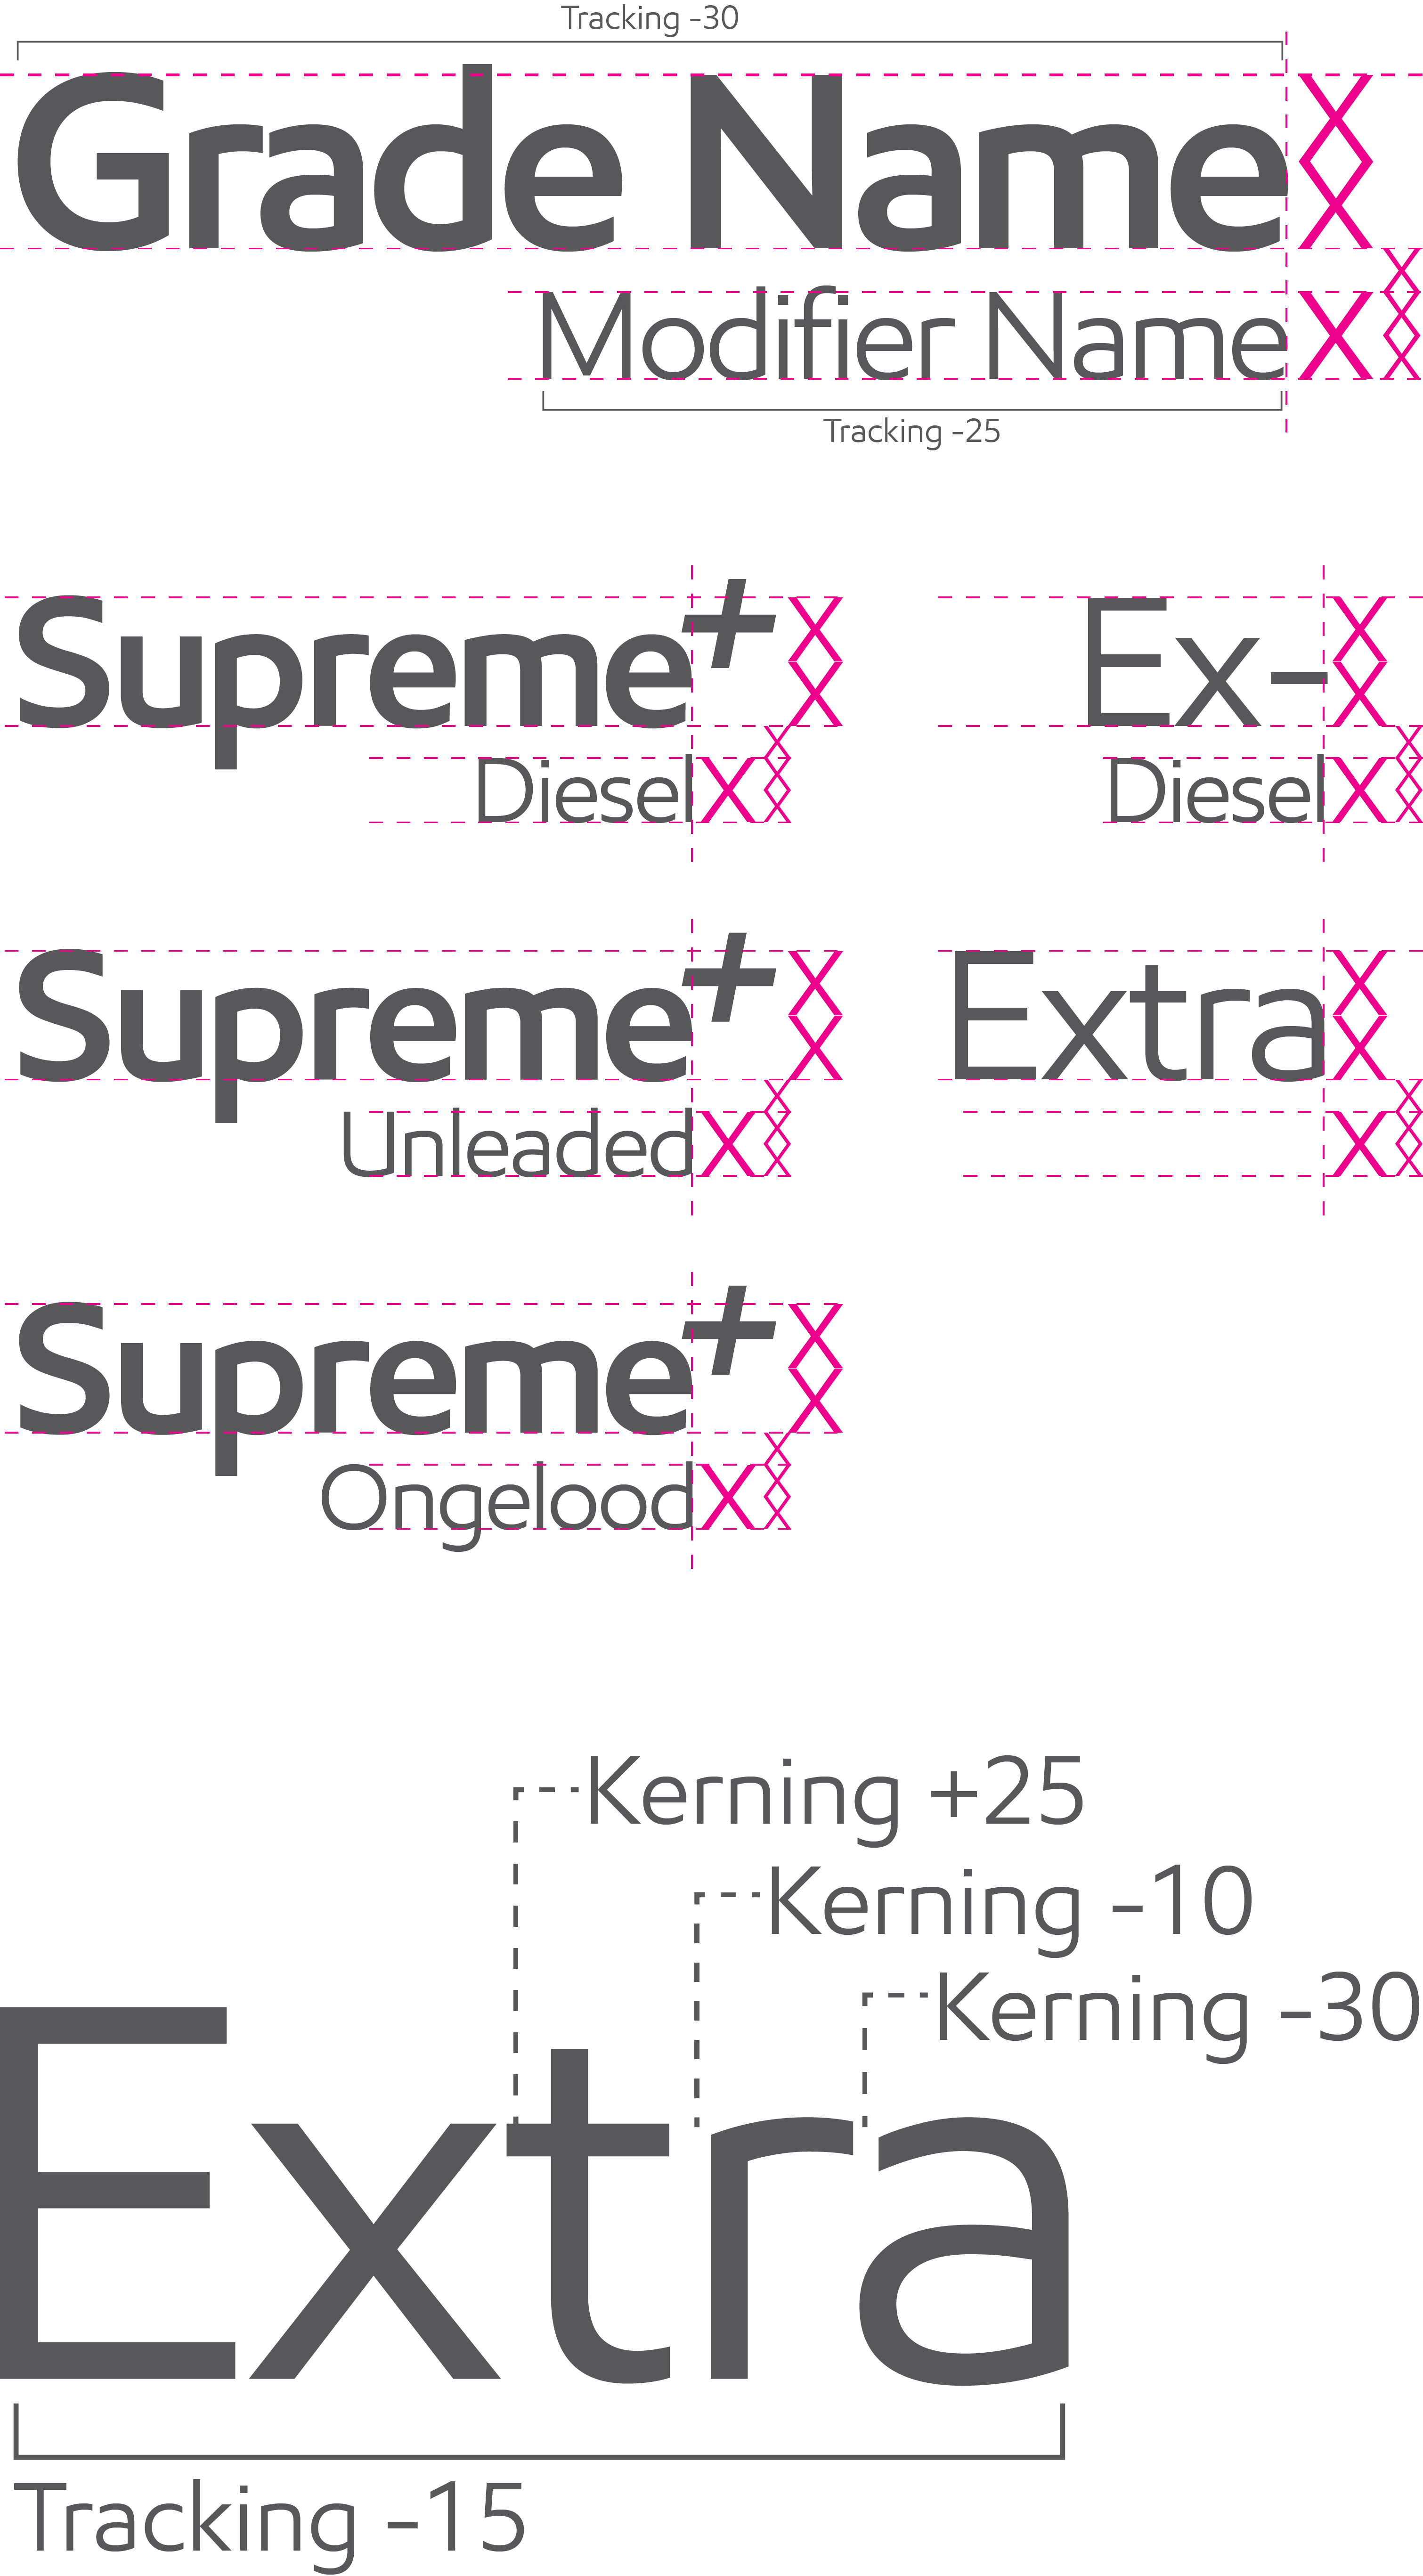 Tracking -30
Grade Name
Modifier Name
Tracking -25
Supreme+
Diesel
Ex-
Diesel
Supreme+
Unleaded
Extra
Supreme+
Ongelood
Kerning +25
Kerning -10
Kerning -30
Extra
Tracking -15